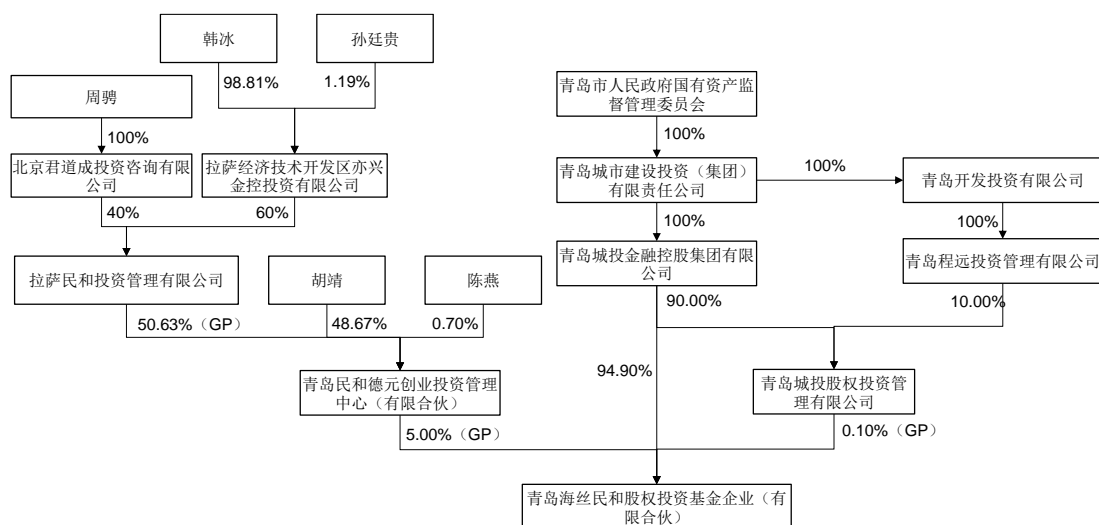 韩冰
孙廷贵
98.81%
1.19%
周骋
青岛市人民政府国有资产监
督管理委员会
100%
100%
北京君道成投资咨询有限
公司
拉萨经济技术开发区亦兴
金控投资有限公司
青岛城市建设投资（集团）
有限责任公司
100%
青岛开发投资有限公司
40%
60%
100%
100%
拉萨民和投资管理有限公司
胡靖
陈燕
青岛城投金融控股集团有限
公司
青岛程远投资管理有限公司
50.63%（GP）
48.67%
0.70%
90.00%
10.00%
青岛民和德元创业投资管理
中心（有限合伙）
94.90%
青岛城投股权投资管
理有限公司
5.00%（GP）
0.10%（GP）
青岛海丝民和股权投资基金企业（有
限合伙）